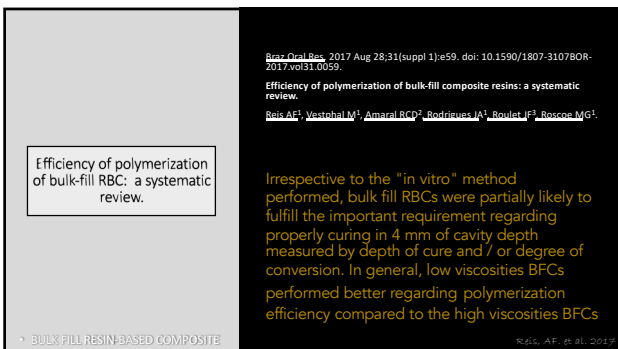 Efficiency of polymerization
of bulk-fill RBC: a systematic
review.
• BULK FILL RESIN-BASED COMPOSITE
Braz Oral Res. 2017 Aug 28;31(suppl 1):e59. doi: 10.1590/1807-3107BOR-
2017.vol31.0059.
Efficiency of polymerization of bulk-fill composite resins: a systematic
review.
Reis AF1, Vestphal M1, Amaral RCD2, Rodrigues JA1, Roulet JF3, Roscoe MG1.
Irrespective to the "in vitro" method
performed, bulk fill RBCs were partially likely to
fulfill the important requirement regarding
properly curing in 4 mm of cavity depth
measured by depth of cure and / or degree of
conversion. In general, low viscosities BFCs
performed better regarding polymerization
efficiency compared to the high viscosities BFCs
Reis, AF. et al. 2017